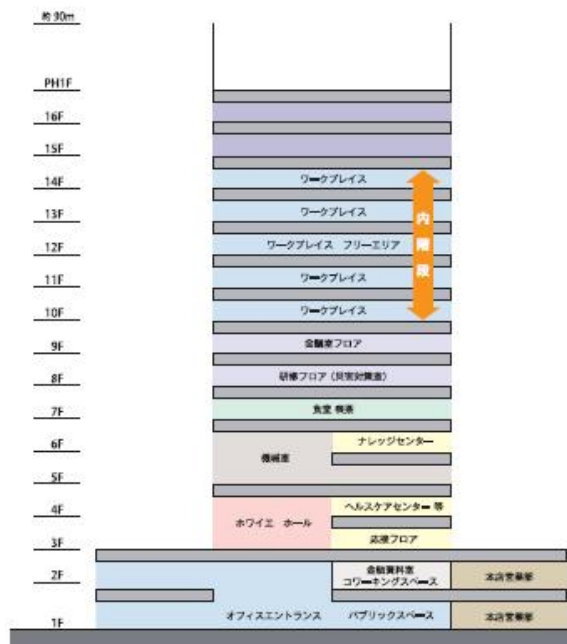 約 90m
PH1F
16F
15F
14F ワークプレイス
13F ワークプレイス
12F ワークプレイス フリーエリア
11F ワークプレイス
10F ワークプレイス
内階段
9F 会議室フロア
8F 研修フロア（災害対策室）
7F 食堂 喫茶
6F ナレッジセンター
機械室
5F
4F ヘルスケアセンター 等
ホワイエ ホール
3F 応接フロア
2F 金融資料室 本店営業部
コワーキングスペース
1F オフィスエントランス パブリックスペース 本店営業部